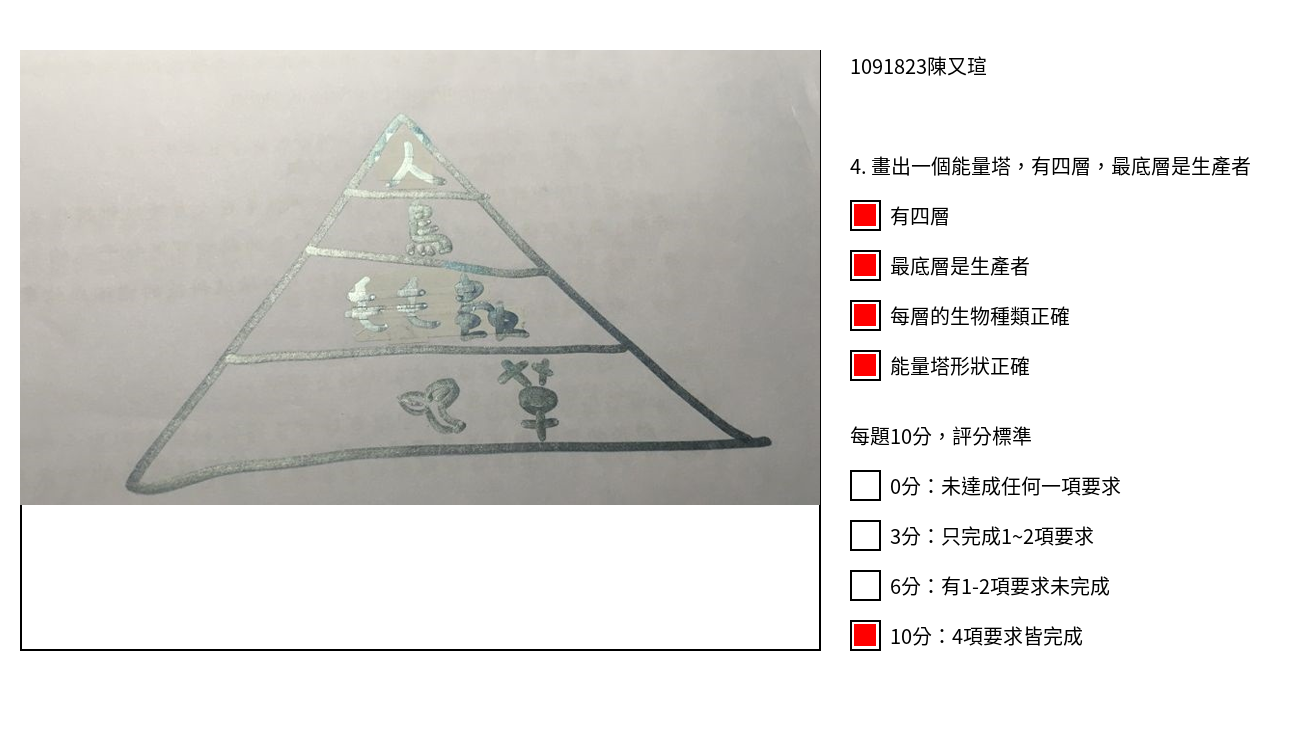 人
鳥
毛毛蟲
草
1091823陳又瑄
4. 畫出一個能量塔，有四層，最底層是生產者
有四層
最底層是生產者
每層的生物種類正確
能量塔形狀正確
每題10分，評分標準
0分：未達成任何一項要求
3分：只完成1~2項要求
6分：有1-2項要求未完成
10分：4項要求皆完成